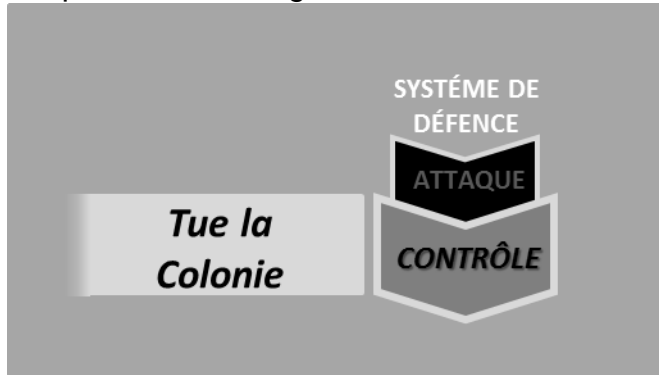 SYSTÉME DE
DÉFENCE
ATTAQUE
Tue la
Colonie
CONTRÔLE